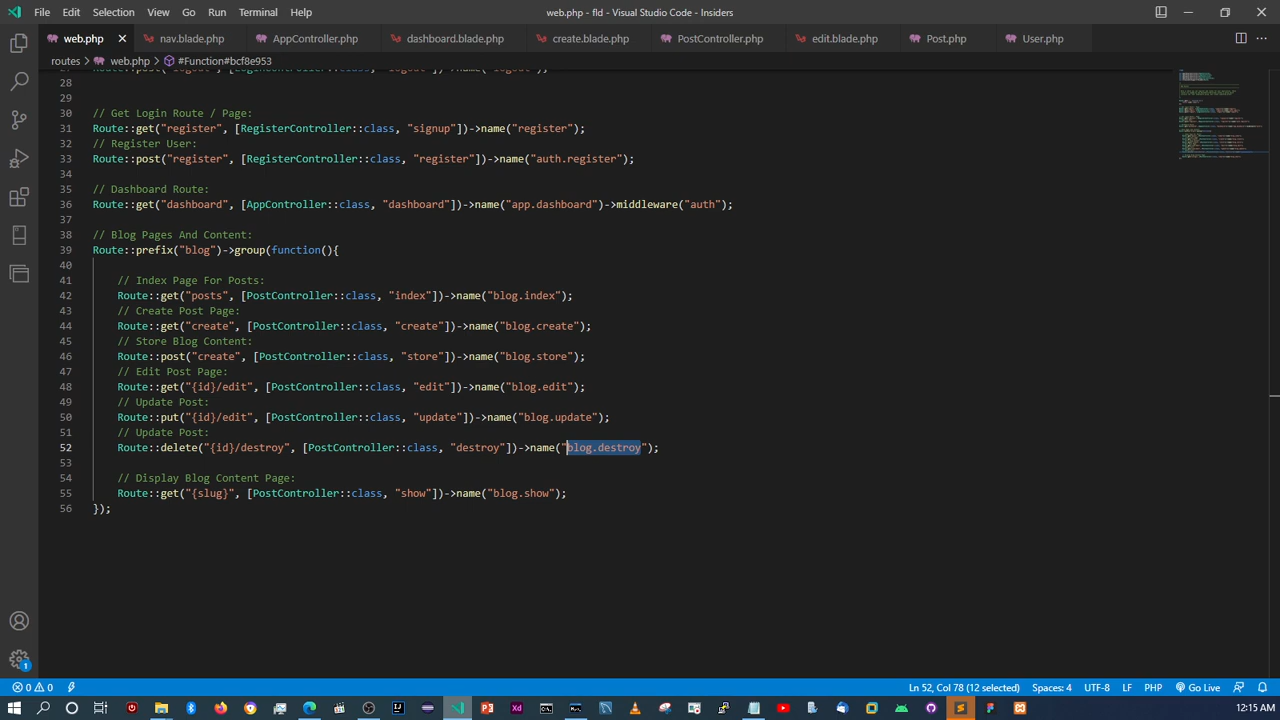 File Edit Selection View Go Run Terminal Help
web.php - fld - Visual Studio Code - Insiders
web.php nav.blade.php AppController.php dashboard.blade.php create.blade.php PostController.php edit.blade.php Post.php User.php
routes > web.php > #Function#bcf8e953
28
29
30 // Get Login Route / Page:
31 Route::get("register", [RegisterController::class, "signup"])->name("register");
32 // Register User:
33 Route::post("register", [RegisterController::class, "register"])->name("auth.register");
34
35 // Dashboard Route:
36 Route::get("dashboard", [AppController::class, "dashboard"])->name("app.dashboard")->middleware("auth");
37
38 // Blog Pages And Content:
39 Route::prefix("blog")->group(function(){
40
41 // Index Page For Posts:
42 Route::get("posts", [PostController::class, "index"])->name("blog.index");
43 // Create Post Page:
44 Route::get("create", [PostController::class, "create"])->name("blog.create");
45 // Store Blog Content:
46 Route::post("create", [PostController::class, "store"])->name("blog.store");
47 // Edit Post Page:
48 Route::get("{id}/edit", [PostController::class, "edit"])->name("blog.edit");
49 // Update Post:
50 Route::put("{id}/edit", [PostController::class, "update"])->name("blog.update");
51 // Update Post:
52 Route::delete("{id}/destroy", [PostController::class, "destroy"])->name("blog.destroy");
53
54 // Display Blog Content Page:
55 Route::get("{slug}", [PostController::class, "show"])->name("blog.show");
56 });
1
0 0 Ln 52, Col 78 (12 selected) Spaces: 4 UTF-8 LF PHP Go Live
12:15 AM